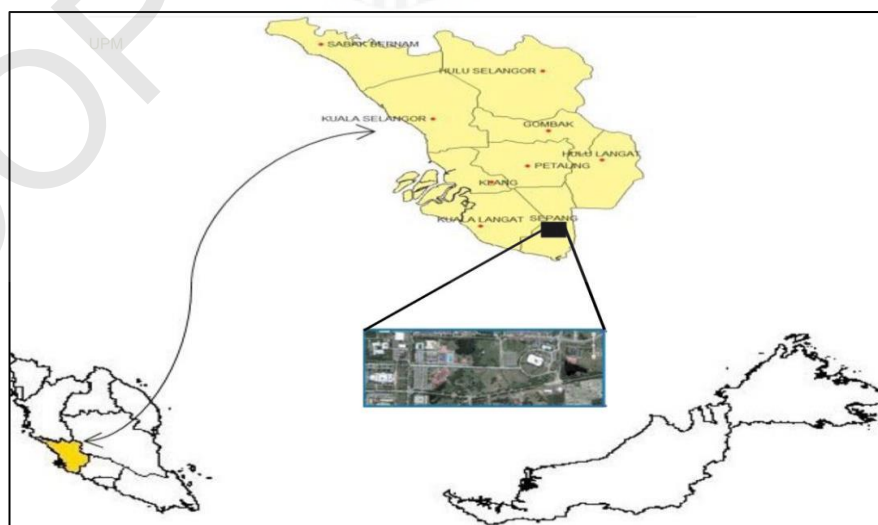 UPM
SABAK BERNAM
HULU SELANGOR
KUALA SELANGOR
GOMBAK
HULU LANGAT
PETALING
KLANG
KUALA LANGAT
SEPANG